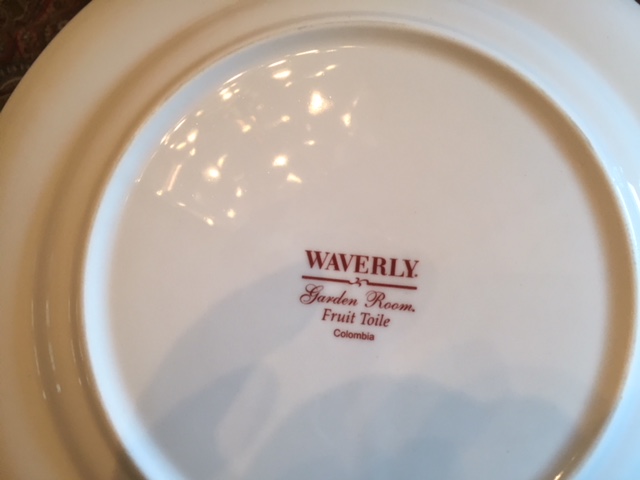 WAVERLY.
Garden Room.
Fruit Toile
Colombia